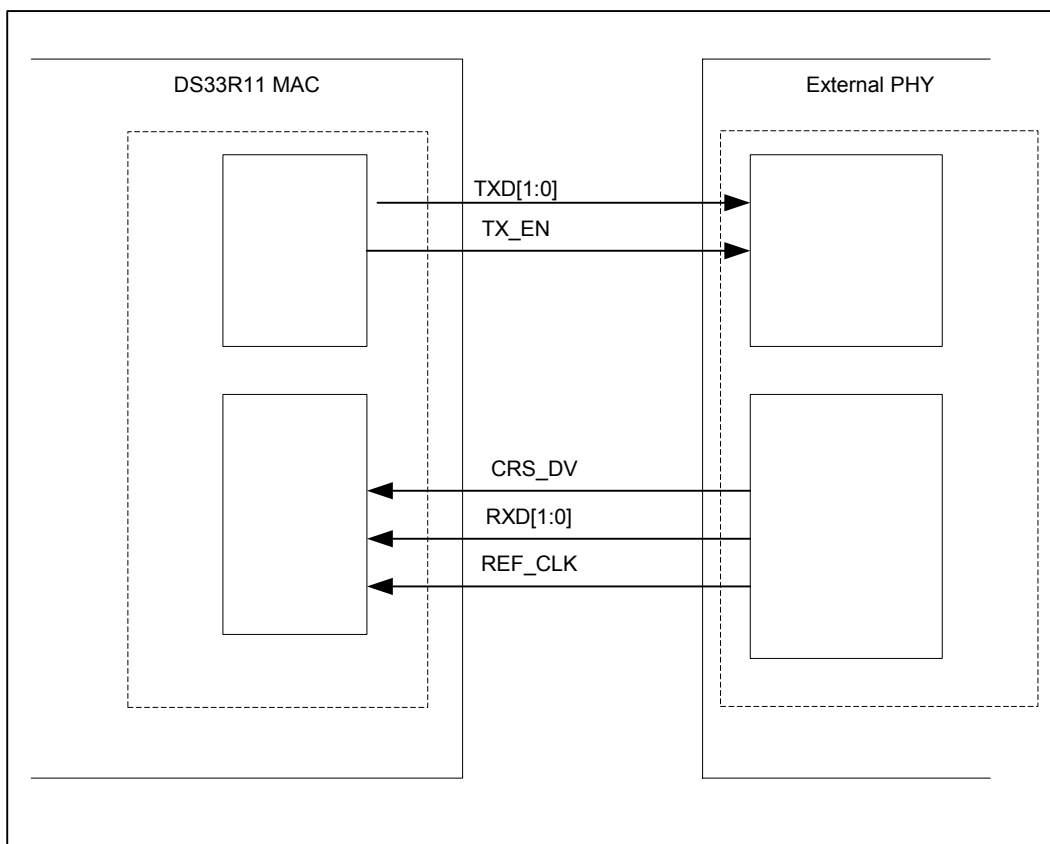 DS33R11 MAC
External PHY
TXD[1:0]
TX_EN
CRS_DV
RXD[1:0]
REF_CLK